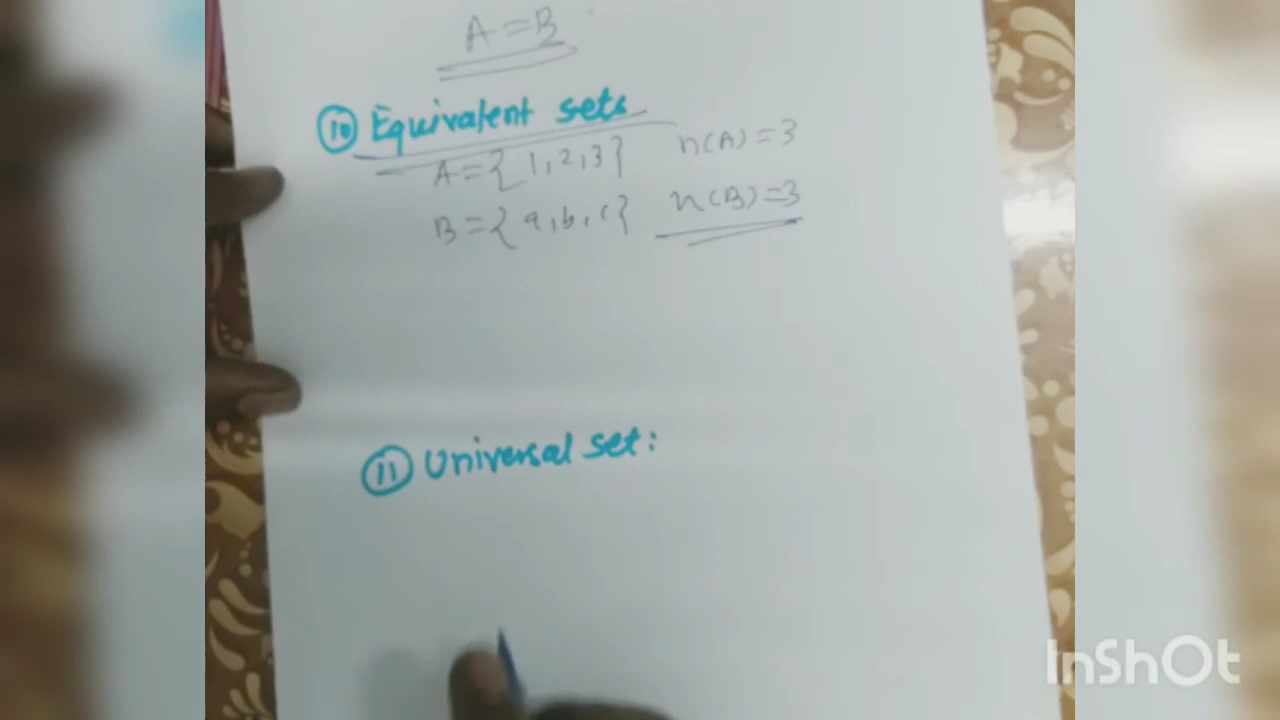 A = B
10 Equivalent sets
A = { 1, 2, 3 } n(A) = 3
B = { a, b, c } n(B) = 3
11 Universal set:
InShOt